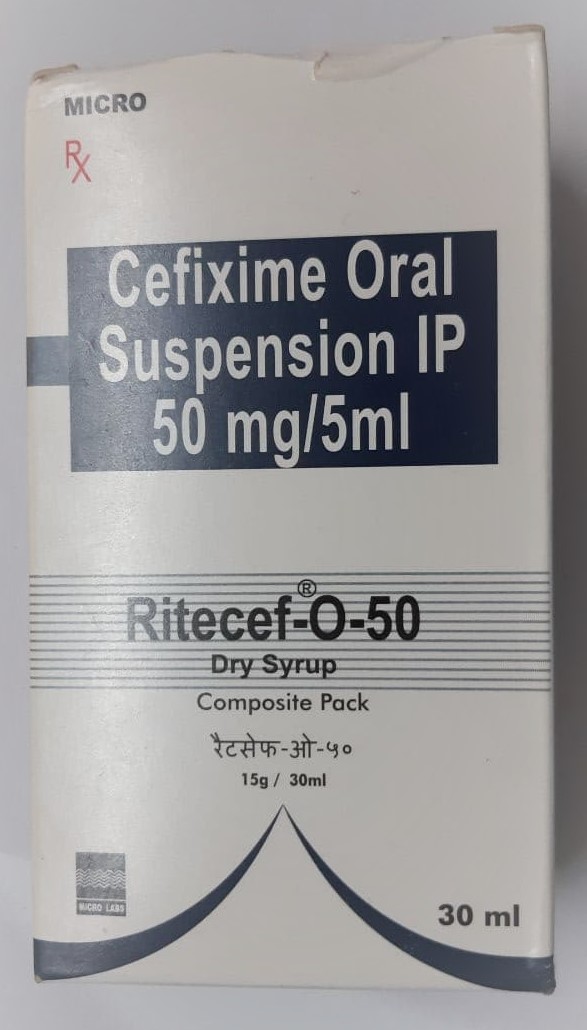 MICRO
Rx
Cefixime Oral
Suspension IP
50 mg/5ml
Ritecef-O-50®
Dry Syrup
Composite Pack
रैटसेफ-ओ-५०
15g / 30ml
MICRO LABS
30 ml